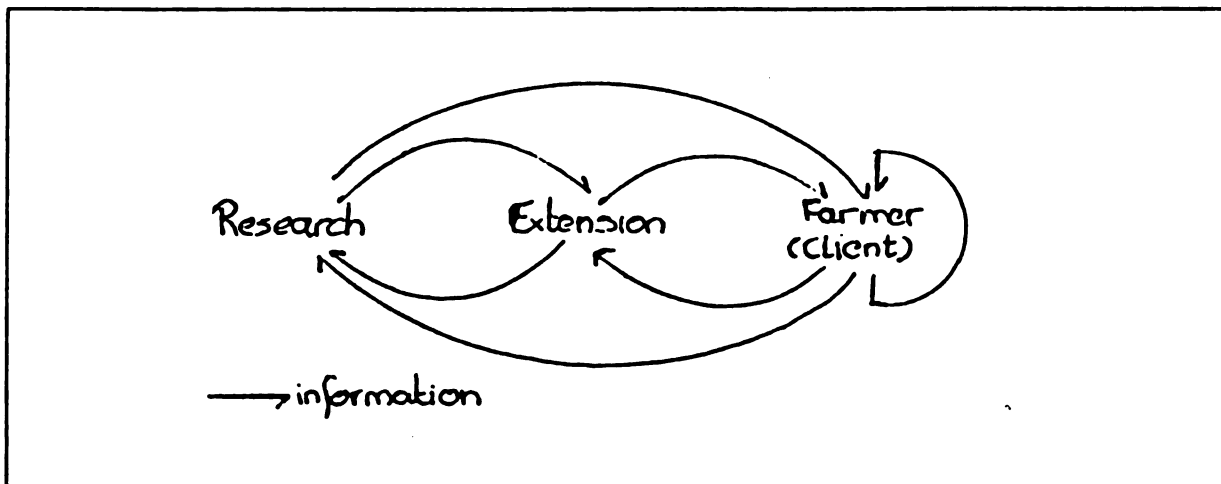 Research
Extension
Farmer
(Client)
information